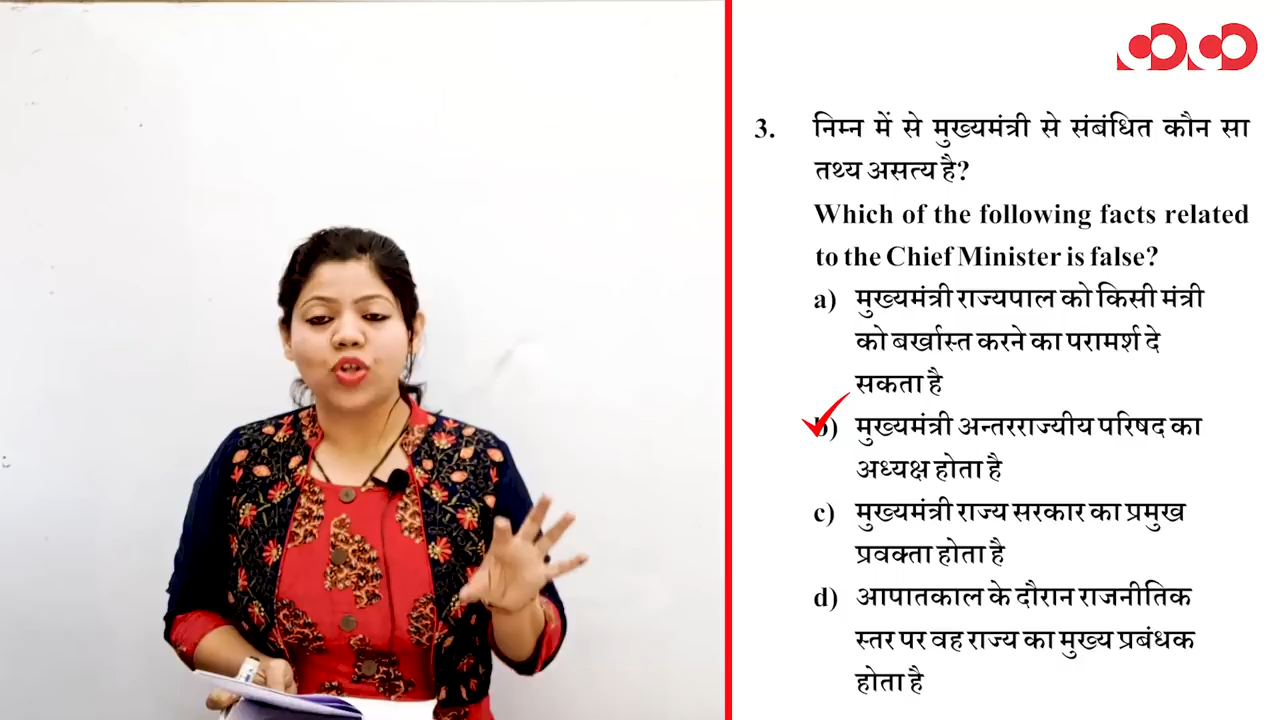 3. निम्न में से मुख्यमंत्री से संबंधित कौन सा
तथ्य असत्य है?
Which of the following facts related
to the Chief Minister is false?
a) मुख्यमंत्री राज्यपाल को किसी मंत्री
को बर्खास्त करने का परामर्श दे
सकता है
b) मुख्यमंत्री अन्तरराज्यीय परिषद का
अध्यक्ष होता है
c) मुख्यमंत्री राज्य सरकार का प्रमुख
प्रवक्ता होता है
d) आपातकाल के दौरान राजनीतिक
स्तर पर वह राज्य का मुख्य प्रबंधक
होता है